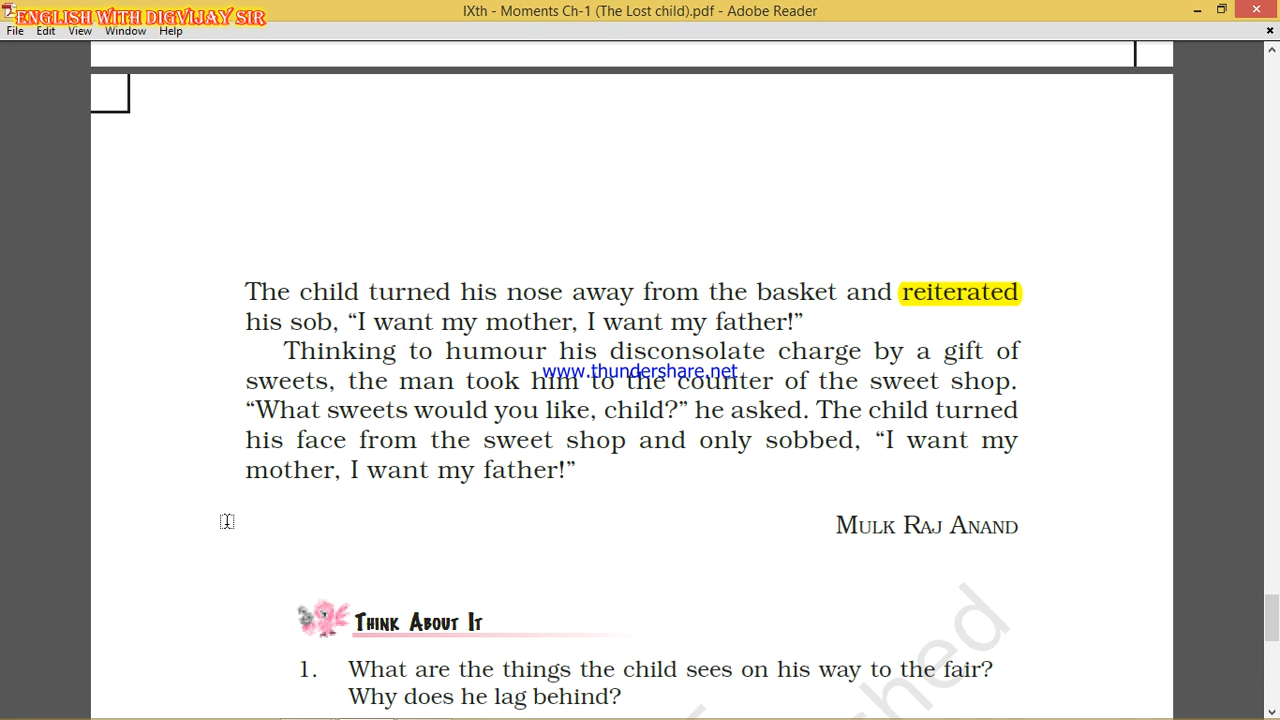 ENGLISH WITH DIGVIJAY SIR
IXth - Moments Ch-1 (The Lost child).pdf - Adobe Reader
File Edit View Window Help
The child turned his nose away from the basket and reiterated
his sob, “I want my mother, I want my father!”
Thinking to humour his disconsolate charge by a gift of
www.thundershare.net
sweets, the man took him to the counter of the sweet shop.
“What sweets would you like, child?” he asked. The child turned
his face from the sweet shop and only sobbed, “I want my
mother, I want my father!”
MULK RAJ ANAND
THINK ABOUT IT
1. What are the things the child sees on his way to the fair?
Why does he lag behind?